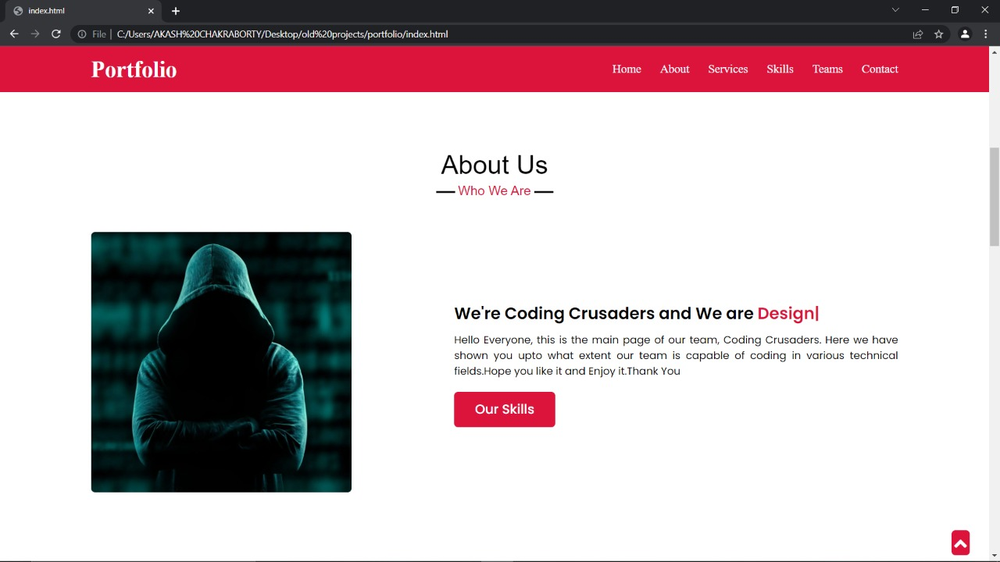 index.html
File C:/Users/AKASH%20CHAKRABORTY/Desktop/old%20projects/portfolio/index.html
Portfolio Home About Services Skills Teams Contact
About Us
Who We Are
We're Coding Crusaders and We are Design|
Hello Everyone, this is the main page of our team, Coding Crusaders. Here we have
shown you upto what extent our team is capable of coding in various technical
fields.Hope you like it and Enjoy it.Thank You
Our Skills